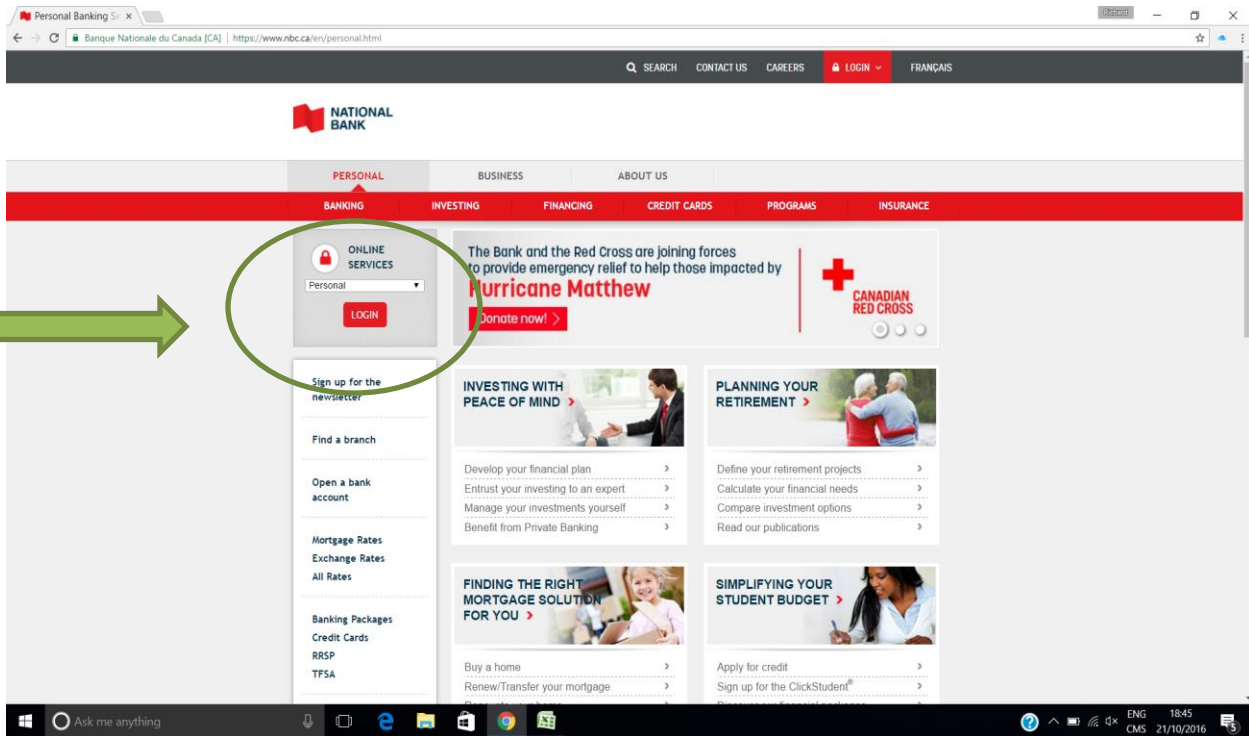 Personal Banking Se
Richard
Banque Nationale du Canada [CA] | https://www.nbc.ca/en/personal.html
SEARCH CONTACT US CAREERS LOGIN FRANÇAIS
NATIONAL
BANK
PERSONAL BUSINESS ABOUT US
BANKING INVESTING FINANCING CREDIT CARDS PROGRAMS INSURANCE
ONLINE
SERVICES
Personal
LOGIN
The Bank and the Red Cross are joining forces
to provide emergency relief to help those impacted by
Hurricane Matthew
Donate now!
CANADIAN
RED CROSS
Sign up for the
newsletter
Find a branch
Open a bank
account
Mortgage Rates
Exchange Rates
All Rates
Banking Packages
Credit Cards
RRSP
TFSA
INVESTING WITH
PEACE OF MIND
Develop your financial plan
Entrust your investing to an expert
Manage your investments yourself
Benefit from Private Banking
PLANNING YOUR
RETIREMENT
Define your retirement projects
Calculate your financial needs
Compare investment options
Read our publications
FINDING THE RIGHT
MORTGAGE SOLUTION
FOR YOU
Buy a home
Renew/Transfer your mortgage
SIMPLIFYING YOUR
STUDENT BUDGET
Apply for credit
Sign up for the ClickStudent®
Ask me anything
ENG 18:45
CMS 21/10/2016
5